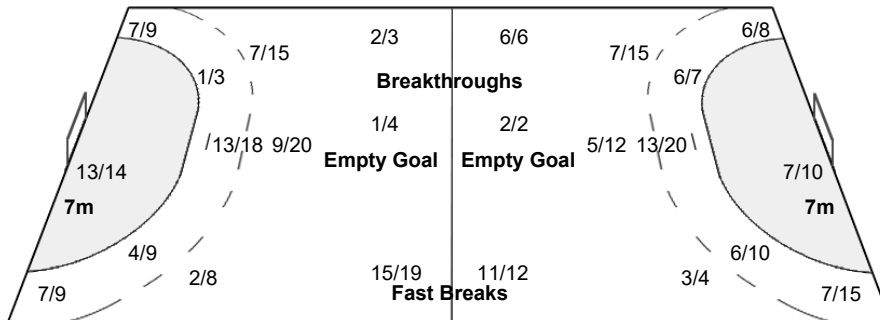 7/9 2/3 6/6 6/8
7/15 7/15
1/3 Breakthroughs 6/7
1/4 2/2
13/18 9/20 5/12 13/20
Empty Goal Empty Goal
13/14 7/10
7m 7m
4/9 6/10
2/8 15/19 11/12 3/4
7/9 Fast Breaks 7/15